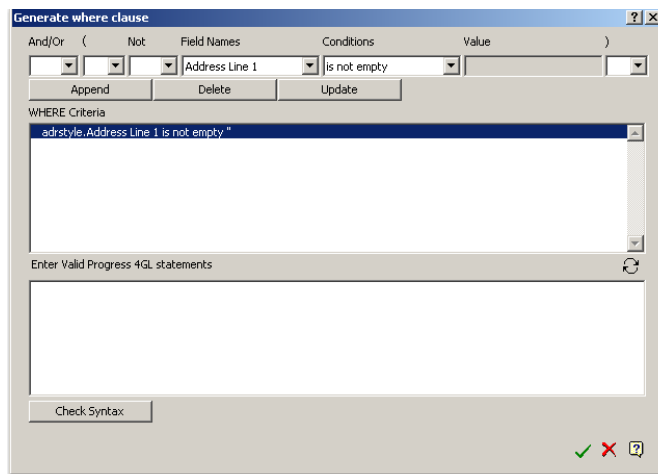 Generate where clause
And/Or ( Not Field Names Conditions Value )
Address Line 1 is not empty
Append Delete Update
WHERE Criteria
adrstyle.Address Line 1 is not empty ''
Enter Valid Progress 4GL statements
Check Syntax